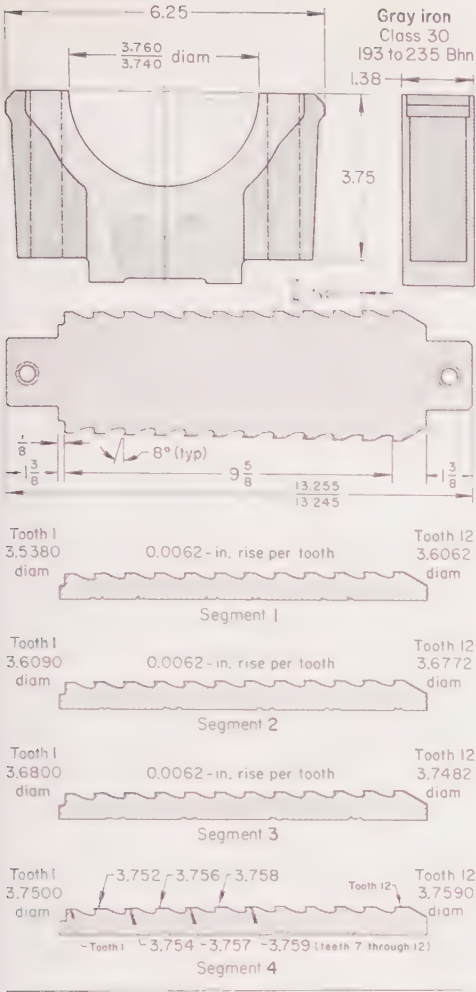 6.25
Gray iron
Class 30
193 to 235 Bhn
3.760
3.740 diam
1.38
3.75
1/8
1 3/8
8° (typ)
9 5/8
1 3/8
13.255
13.245
Tooth 1
3.5380
diam
0.0062-in. rise per tooth
Tooth 12
3.6062
diam
Segment 1
Tooth 1
3.6090
diam
0.0062-in. rise per tooth
Tooth 12
3.6772
diam
Segment 2
Tooth 1
3.6800
diam
0.0062-in. rise per tooth
Tooth 12
3.7482
diam
Segment 3
Tooth 1
3.7500
diam
3.752 3.756 3.758
Tooth 12
Tooth 12
3.7590
diam
Tooth 1 3.754 3.757 3.759 (teeth 7 through 12)
Segment 4